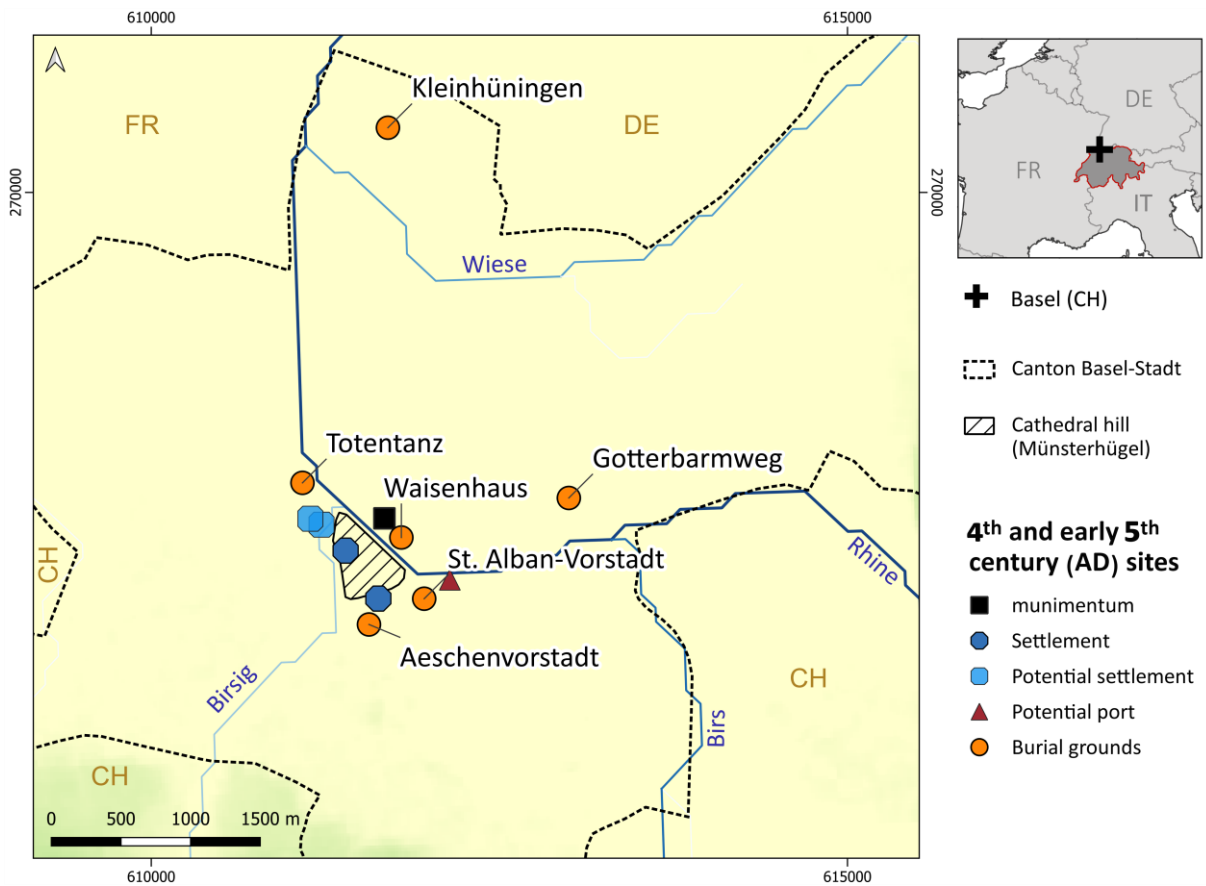 610000
615000
270000
270000
Kleinhüningen
FR
DE
Wiese
Totentanz
Waisenhaus
Gotterbarmweg
St. Alban-Vorstadt
Aeschenvorstadt
Rhine
CH
Birsig
Birs
CH
CH
0 500 1000 1500 m
610000
615000
DE
FR
IT
Basel (CH)
Canton Basel-Stadt
Cathedral hill
(Münsterhügel)
4th and early 5th
century (AD) sites
munimentum
Settlement
Potential settlement
Potential port
Burial grounds